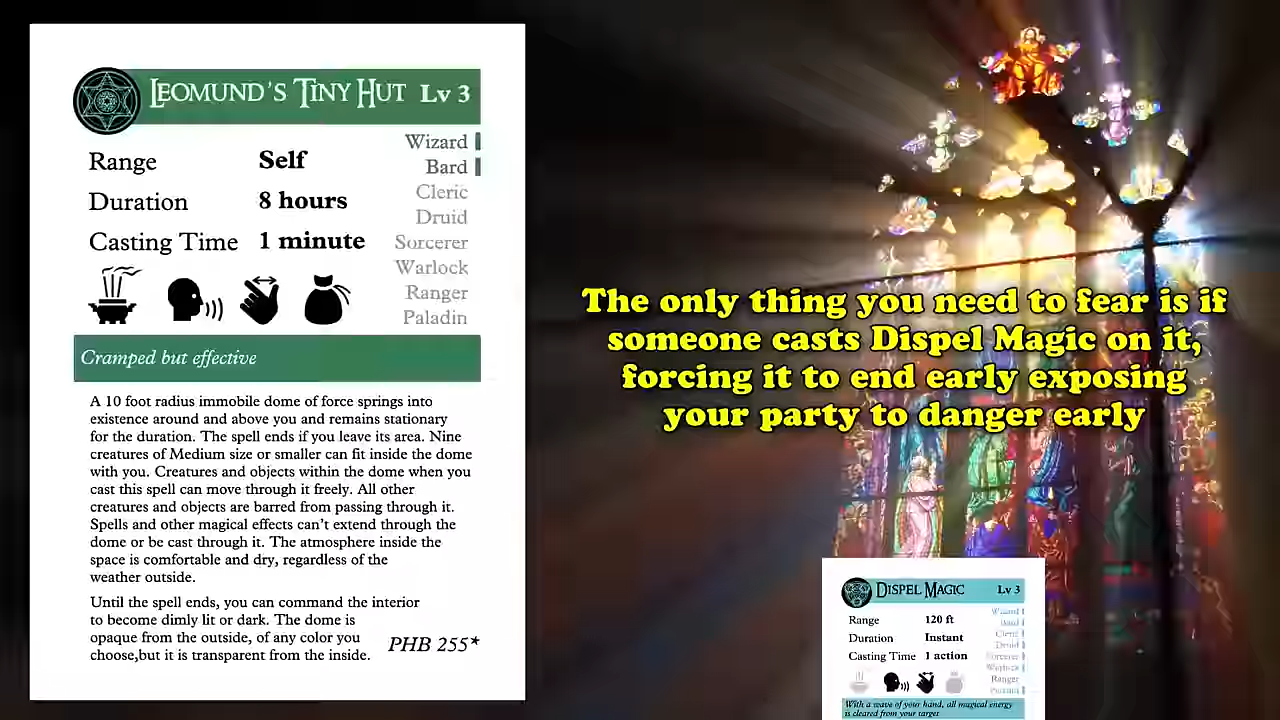 LEOMUND'S TINY HUT Lv 3
Wizard
Bard
Cleric
Druid
Sorcerer
Warlock
Ranger
Paladin
Range Self
Duration 8 hours
Casting Time 1 minute
Cramped but effective
A 10 foot radius immobile dome of force springs into
existence around and above you and remains stationary
for the duration. The spell ends if you leave its area. Nine
creatures of Medium size or smaller can fit inside the dome
with you. Creatures and objects within the dome when you
cast this spell can move through it freely. All other
creatures and objects are barred from passing through it.
Spells and other magical effects can't extend through the
dome or be cast through it. The atmosphere inside the
space is comfortable and dry, regardless of the
weather outside.
Until the spell ends, you can command the interior
to become dimly lit or dark. The dome is
opaque from the outside, of any color you
choose,but it is transparent from the inside.
PHB 255*
The only thing you need to fear is if
someone casts Dispel Magic on it,
forcing it to end early exposing
your party to danger early
DISPEL MAGIC Lv 3
Wizard
Bard
Cleric
Druid
Sorcerer
Warlock
Ranger
Paladin
Range 120 ft
Duration Instant
Casting Time 1 action
With a wave of your hand, all magical energy
is cleared from your target